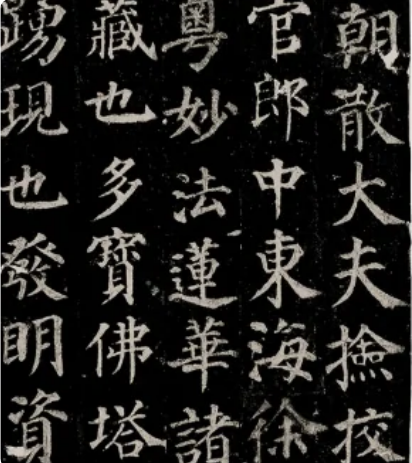 朝散大夫撿挍
官郎中東海徐
粤妙法蓮華諸
藏也多寶佛塔
踴現也發明資